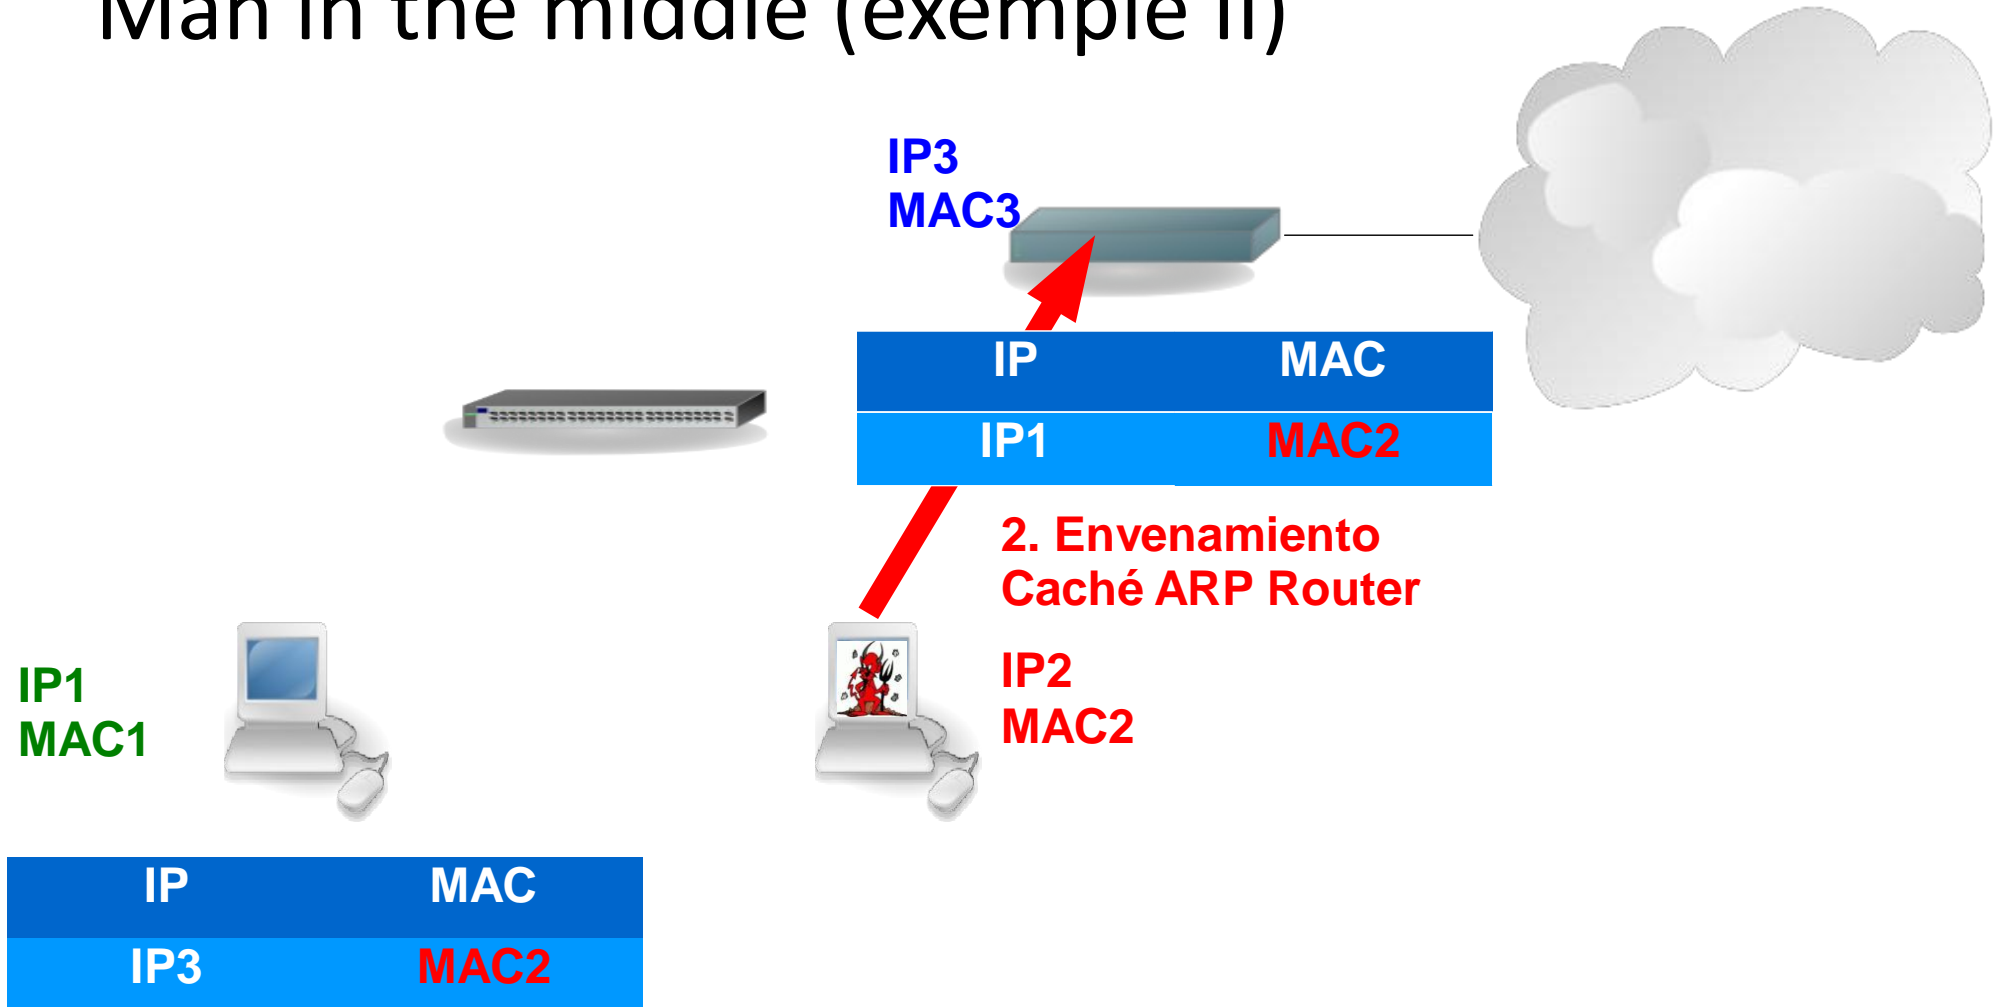 Man in the middle (exemple II)
IP3
MAC3
IP MAC
IP1 MAC2
2. Envenamiento
Caché ARP Router
IP2
MAC2
IP1
MAC1
IP MAC
IP3 MAC2